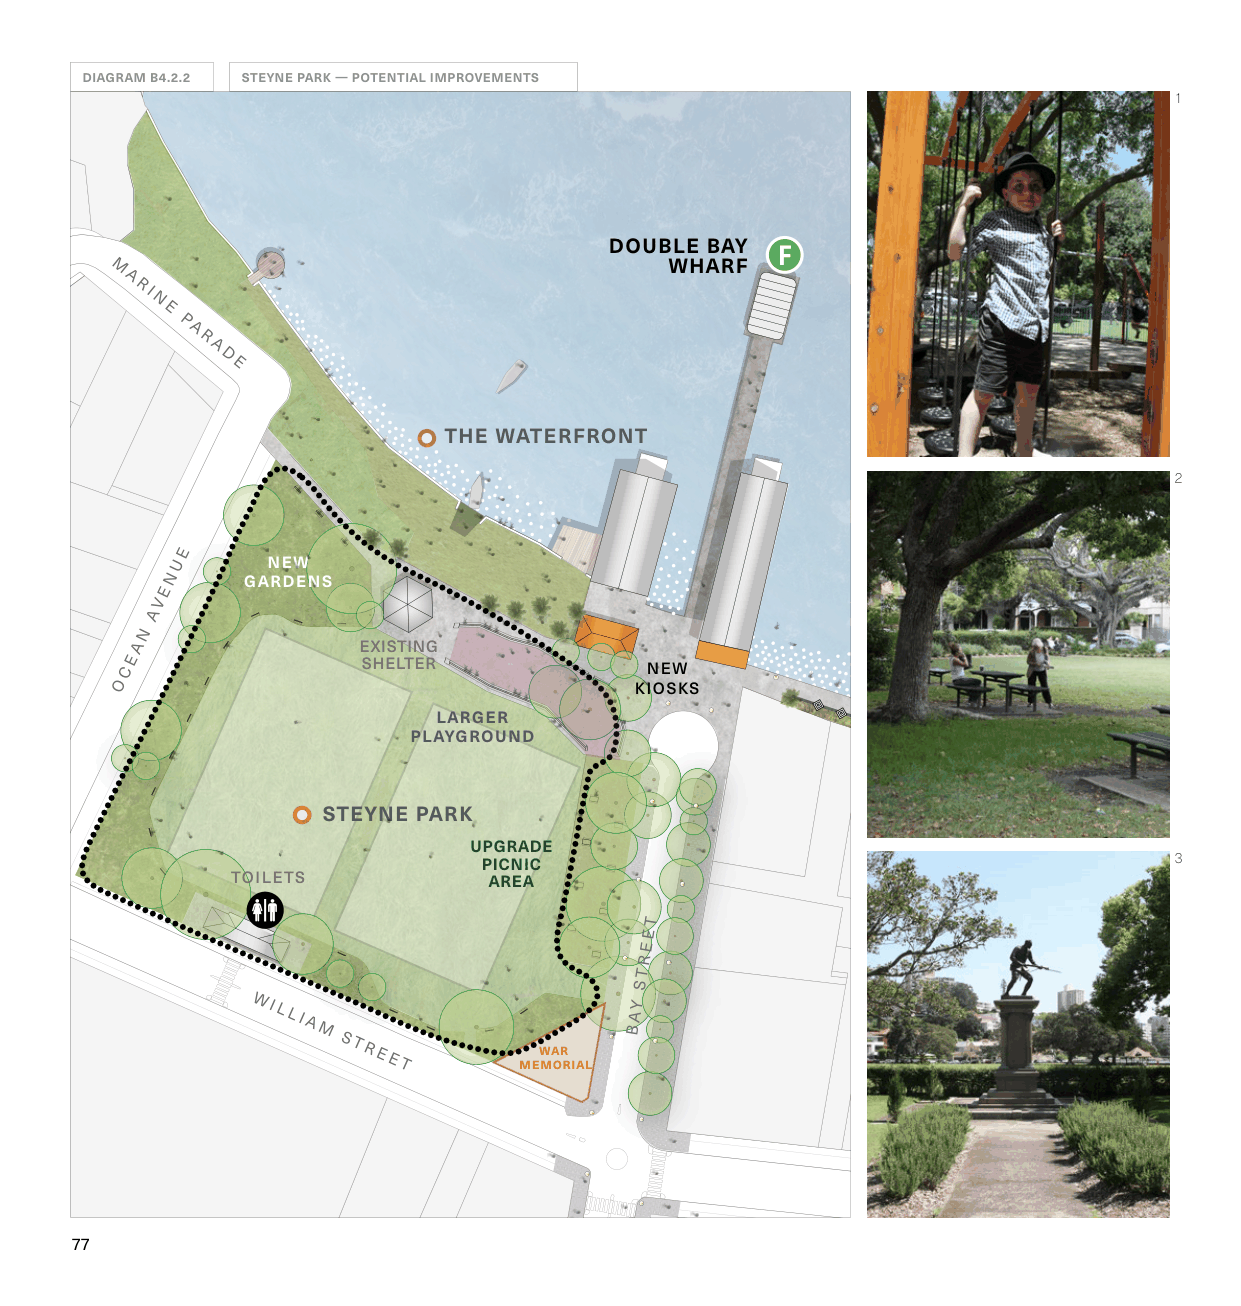 DIAGRAM B4.2.2
STEYNE PARK — POTENTIAL IMPROVEMENTS
1
DOUBLE BAY
WHARF
F
MARINE PARADE
THE WATERFRONT
2
OCEAN AVENUE
NEW
GARDENS
EXISTING
SHELTER
NEW
KIOSKS
LARGER
PLAYGROUND
STEYNE PARK
UPGRADE
PICNIC
AREA
TOILETS
3
BAY STREET
WILLIAM STREET
WAR
MEMORIAL
77